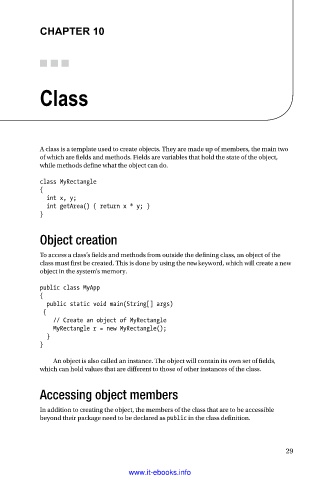 CHAPTER 10
Class
A class is a template used to create objects. They are made up of members, the main two
of which are fields and methods. Fields are variables that hold the state of the object,
while methods define what the object can do.
class MyRectangle
{
int x, y;
int getArea() { return x * y; }
}
Object creation
To access a class's fields and methods from outside the defining class, an object of the
class must first be created. This is done by using the new keyword, which will create a new
object in the system's memory.
public class MyApp
{
public static void main(String[] args)
{
// Create an object of MyRectangle
MyRectangle r = new MyRectangle();
}
}
An object is also called an instance. The object will contain its own set of fields,
which can hold values that are different to those of other instances of the class.
Accessing object members
In addition to creating the object, the members of the class that are to be accessible
beyond their package need to be declared as public in the class definition.
29
www.it-ebooks.info